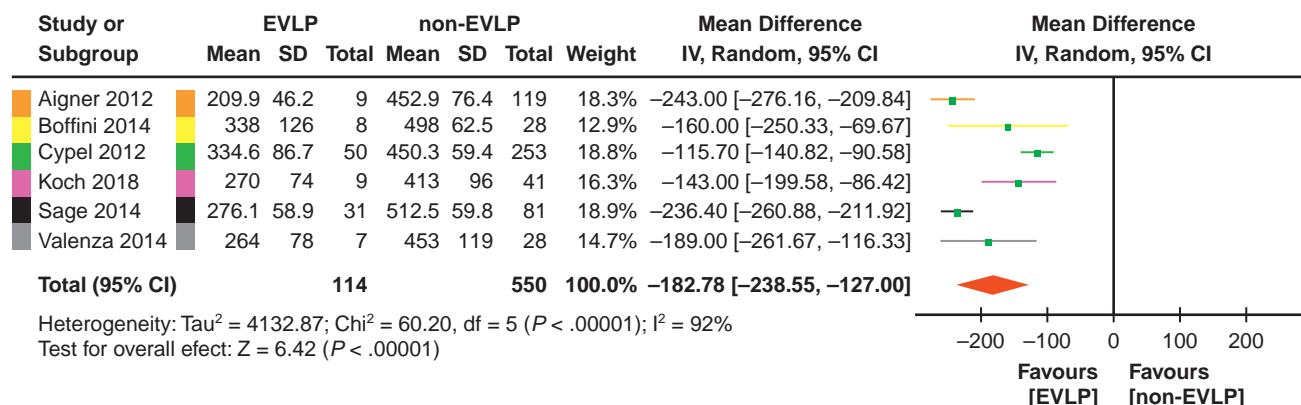 Study or EVLP non-EVLP Mean Difference Mean Difference
Subgroup Mean SD Total Mean SD Total Weight IV, Random, 95% CI IV, Random, 95% CI
Aigner 2012 209.9 46.2 9 452.9 76.4 119 18.3% –243.00 [–276.16, –209.84]
Boffini 2014 338 126 8 498 62.5 28 12.9% –160.00 [–250.33, –69.67]
Cypel 2012 334.6 86.7 50 450.3 59.4 253 18.8% –115.70 [–140.82, –90.58]
Koch 2018 270 74 9 413 96 41 16.3% –143.00 [–199.58, –86.42]
Sage 2014 276.1 58.9 31 512.5 59.8 81 18.9% –236.40 [–260.88, –211.92]
Valenza 2014 264 78 7 453 119 28 14.7% –189.00 [–261.67, –116.33]
Total (95% CI) 114 550 100.0% –182.78 [–238.55, –127.00]
Heterogeneity: Tau² = 4132.87; Chi² = 60.20, df = 5 (P < .00001); I² = 92%
Test for overall efect: Z = 6.42 (P < .00001)
–200 –100 0 100 200
Favours Favours
[EVLP] [non-EVLP]